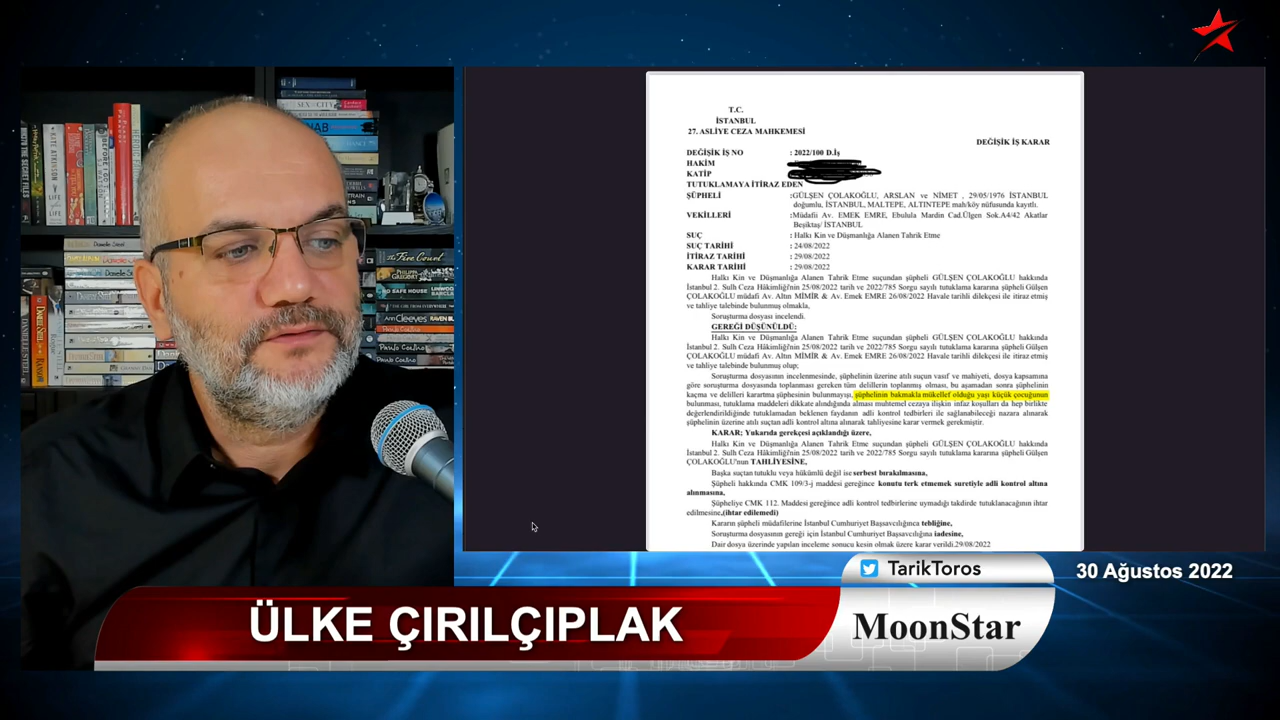 T.C.
İSTANBUL
27. ASLİYE CEZA MAHKEMESİ
DEĞİŞİK İŞ KARAR
DEĞİŞİK İŞ NO : 2022/100 D.İş
HAKİM
KATİP
TUTUKLAMAYA İTİRAZ EDEN
ŞÜPHELİ :GÜLŞEN ÇOLAKOĞLU, ARSLAN ve NİMET , 29/05/1976 İSTANBUL
doğumlu, İSTANBUL, MALTEPE, ALTINTEPE mah/köy nüfusunda kayıtlı.
VEKİLLERİ :Müdafii Av. EMEK EMRE, Ebulula Mardin Cad.Ülgen Sok.A4/42 Akatlar
Beşiktaş/ İSTANBUL
SUÇ : Halkı Kin ve Düşmanlığa Alanen Tahrik Etme
SUÇ TARİHİ : 24/08/2022
İTİRAZ TARİHİ : 29/08/2022
KARAR TARİHİ : 29/08/2022
Halkı Kin ve Düşmanlığa Alanen Tahrik Etme suçundan şüpheli GÜLŞEN ÇOLAKOĞLU hakkında
İstanbul 2. Sulh Ceza Hâkimliği'nin 25/08/2022 tarih ve 2022/785 Sorgu sayılı tutuklama kararına şüpheli Gülşen
ÇOLAKOĞLU müdafi Av. Altın MİMİR & Av. Emek EMRE 26/08/2022 Havale tarihli dilekçesi ile itiraz etmiş
ve tahliye talebinde bulunmuş olmakla,
Soruşturma dosyası incelendi.
GEREĞİ DÜŞÜNÜLDÜ:
Halkı Kin ve Düşmanlığa Alanen Tahrik Etme suçundan şüpheli GÜLŞEN ÇOLAKOĞLU hakkında
İstanbul 2. Sulh Ceza Hâkimliği'nin 25/08/2022 tarih ve 2022/785 Sorgu sayılı tutuklama kararına şüpheli Gülşen
ÇOLAKOĞLU müdafi Av. Altın MİMİR & Av. Emek EMRE 26/08/2022 Havale tarihli dilekçesi ile itiraz etmiş
ve tahliye talebinde bulunmuş olup;
Soruşturma dosyasının incelenmesinde, şüphelinin üzerine atılı suçun vasıf ve mahiyeti, dosya kapsamına
göre soruşturma dosyasında toplanması gereken tüm delillerin toplanmış olması, bu aşamadan sonra şüphelinin
kaçma ve delilleri karartma şüphesinin bulunmayışı, şüphelinin bakmakla mükellef olduğu yaşı küçük çocuğunun
bulunması, tutuklama maddeleri dikkate alındığında alması muhtemel cezaya ilişkin infaz koşulları da hep birlikte
değerlendirildiğinde tutuklamadan beklenen faydanın adli kontrol tedbirleri ile sağlanabileceği nazara alınarak
şüphelinin üzerine atılı suçtan adli kontrol altına alınarak tahliyesine karar vermek gerekmiştir.
KARAR; Yukarıda gerekçesi açıklandığı üzere,
Halkı Kin ve Düşmanlığa Alanen Tahrik Etme suçundan şüpheli GÜLŞEN ÇOLAKOĞLU hakkında
İstanbul 2. Sulh Ceza Hâkimliği'nin 25/08/2022 tarih ve 2022/785 Sorgu sayılı tutuklama kararına şüpheli Gülşen
ÇOLAKOĞLU'nun TAHLİYESİNE,
Başka suçtan tutuklu veya hükümlü değil ise serbest bırakılmasına,
Şüpheli hakkında CMK 109/3-j maddesi gereğince konutu terk etmemek suretiyle adli kontrol altına
alınmasına,
Şüpheliye CMK 112. Maddesi gereğince adli kontrol tedbirlerine uymadığı takdirde tutuklanacağının ihtar
edilmesine,(ihtar edilemedi)
Kararın şüpheli müdafilerine İstanbul Cumhuriyet Başsavcılığınca tebliğine,
Soruşturma dosyasının gereği için İstanbul Cumhuriyet Başsavcılığına iadesine,
Dair dosya üzerinde yapılan inceleme sonucu kesin olmak üzere karar verildi.29/08/2022
TarikToros
30 Ağustos 2022
ÜLKE ÇIRILÇIPLAK
MoonStar